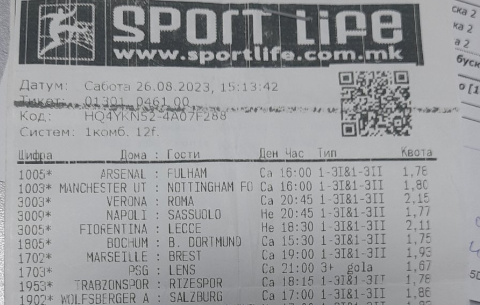 SPORT LIFE
www.sportlife.com.mk
Датум: Сабота 26.08.2023, 15:13:42
Тикет: 01301 0461 00
Код: HQ4YKNS2-4A07F288
Систем: 1комб. 12f.
Шифра Дома : Гости Ден Час Тип Квота
1005* ARSENAL : FULHAM Са 16:00 1-3I&1-3II 1,78
1003* MANCHESTER UT : NOTTINGHAM FO Са 16:00 1-3I&1-3II 1,80
3003* VERONA : ROMA Са 20:45 1-3I&1-3II 2,15
3009* NAPOLI : SASSUOLO Не 20:45 1-3I&1-3II 1,77
3005* FIORENTINA : LECCE Не 18:30 1-3I&1-3II 2,11
1805* BOCHUM : B. DORTMUND Са 15:30 1-3I&1-3II 1,75
1702* MARSEILLE : BREST Са 19:00 1-3I&1-3II 1,93
1703* PSG : LENS Са 21:00 3+ gola 1,67
1953* TRABZONSPOR : RIZESPOR Са 18:15 1-3I&1-3II 1,78
1902* WOLFSBERGER A : SALZBURG Са 17:00 1-3I&1-3II 1,86
ска 2
ка 2
а 2